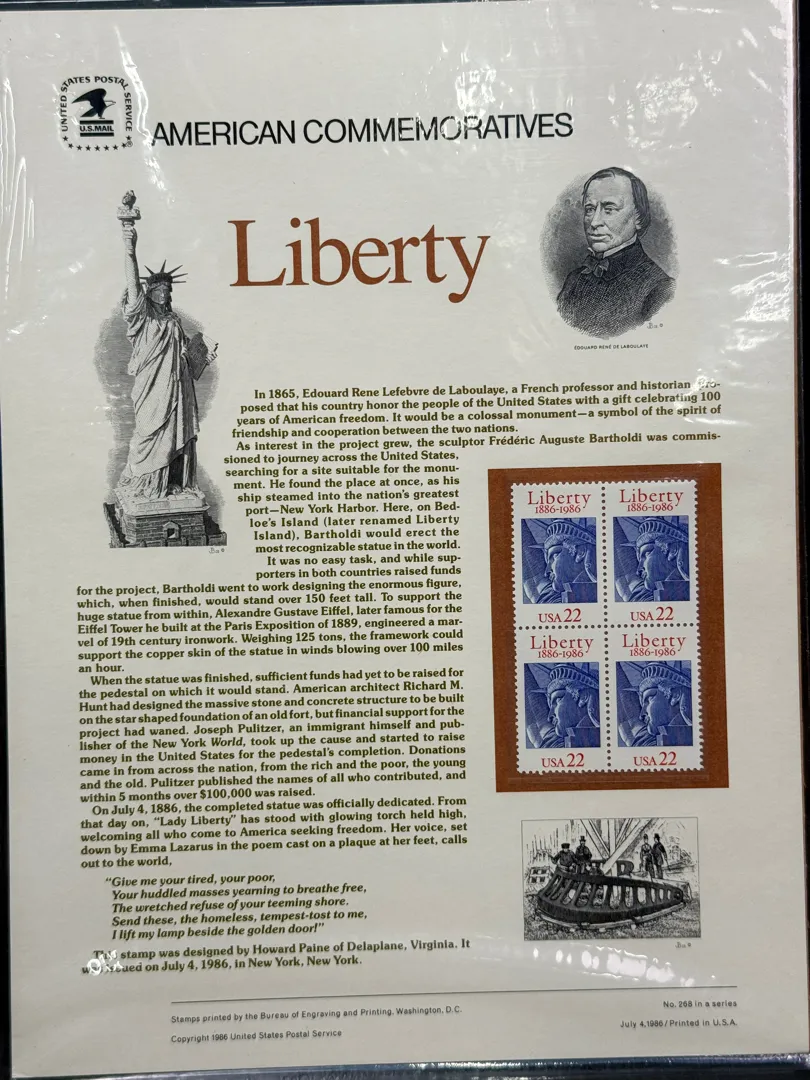 UNITED STATES POSTAL SERVICE
U.S.MAIL
AMERICAN COMMEMORATIVES
Liberty
EDOUARD RENÉ DE LABOULAYE
In 1865, Edouard Rene Lefebvre de Laboulaye, a French professor and historian pro-
posed that his country honor the people of the United States with a gift celebrating 100
years of American freedom. It would be a colossal monument—a symbol of the spirit of
friendship and cooperation between the two nations.
As interest in the project grew, the sculptor Frédéric Auguste Bartholdi was commis-
sioned to journey across the United States,
searching for a site suitable for the monu-
ment. He found the place at once, as his
ship steamed into the nation's greatest
port—New York Harbor. Here, on Bed-
loe's Island (later renamed Liberty
Island), Bartholdi would erect the
most recognizable statue in the world.
It was no easy task, and while sup-
porters in both countries raised funds
for the project, Bartholdi went to work designing the enormous figure,
which, when finished, would stand over 150 feet tall. To support the
huge statue from within, Alexandre Gustave Eiffel, later famous for the
Eiffel Tower he built at the Paris Exposition of 1889, engineered a mar-
vel of 19th century ironwork. Weighing 125 tons, the framework could
support the copper skin of the statue in winds blowing over 100 miles
an hour.
When the statue was finished, sufficient funds had yet to be raised for
the pedestal on which it would stand. American architect Richard M.
Hunt had designed the massive stone and concrete structure to be built
on the star shaped foundation of an old fort, but financial support for the
project had waned. Joseph Pulitzer, an immigrant himself and pub-
lisher of the New York World, took up the cause and started to raise
money in the United States for the pedestal's completion. Donations
came in from across the nation, from the rich and the poor, the young
and the old. Pulitzer published the names of all who contributed, and
within 5 months over $100,000 was raised.
On July 4, 1886, the completed statue was officially dedicated. From
that day on, "Lady Liberty" has stood with glowing torch held high,
welcoming all who come to America seeking freedom. Her voice, set
down by Emma Lazarus in the poem cast on a plaque at her feet, calls
out to the world,
"Give me your tired, your poor,
Your huddled masses yearning to breathe free,
The wretched refuse of your teeming shore.
Send these, the homeless, tempest-tost to me,
I lift my lamp beside the golden door!"
This stamp was designed by Howard Paine of Delaplane, Virginia. It
was issued on July 4, 1986, in New York, New York.
Liberty
1886-1986
USA 22
Liberty
1886-1986
USA 22
Liberty
1886-1986
USA 22
Liberty
1886-1986
USA 22
Stamps printed by the Bureau of Engraving and Printing, Washington, D.C.
Copyright 1986 United States Postal Service
No. 268 in a series
July 4, 1986/Printed in U.S.A.